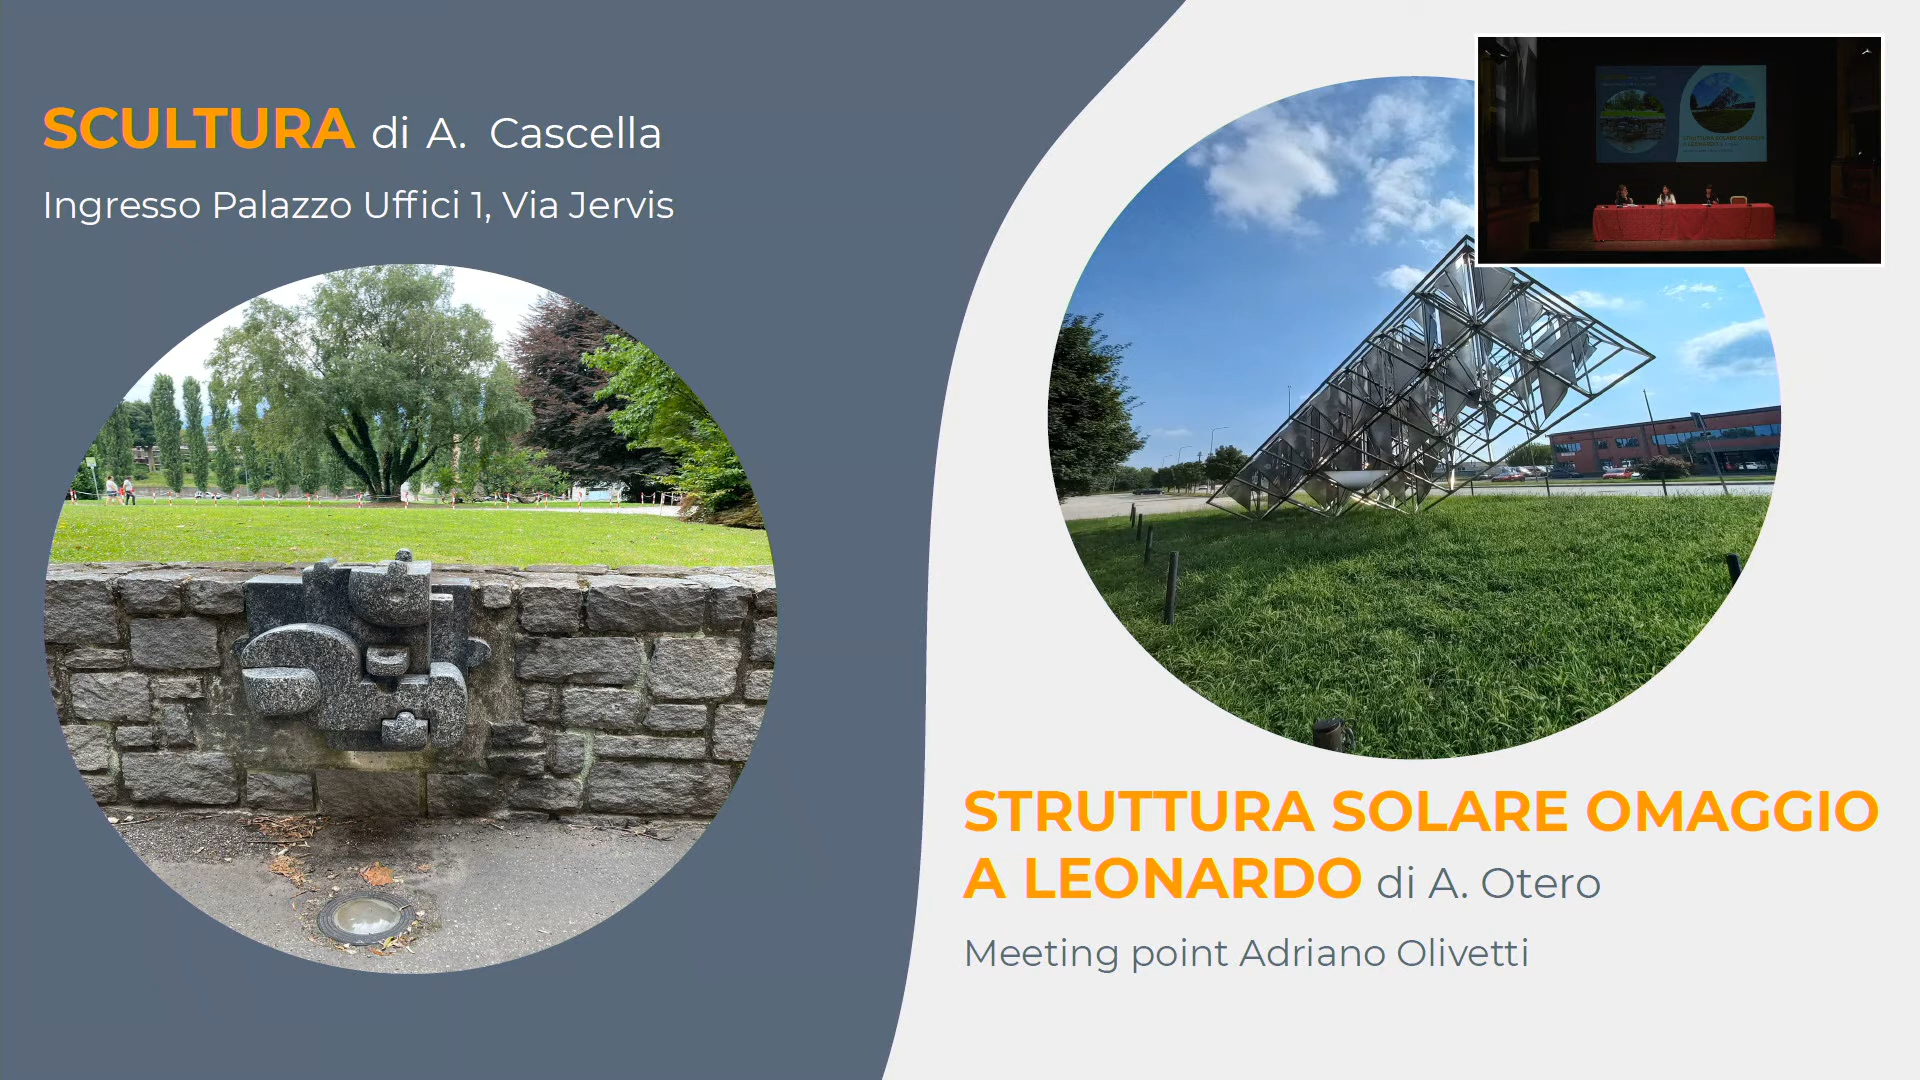 SCULTURA di A. Cascella
Ingresso Palazzo Uffici 1, Via Jervis
STRUTTURA SOLARE OMAGGIO
A LEONARDO di A. Otero
Meeting point Adriano Olivetti